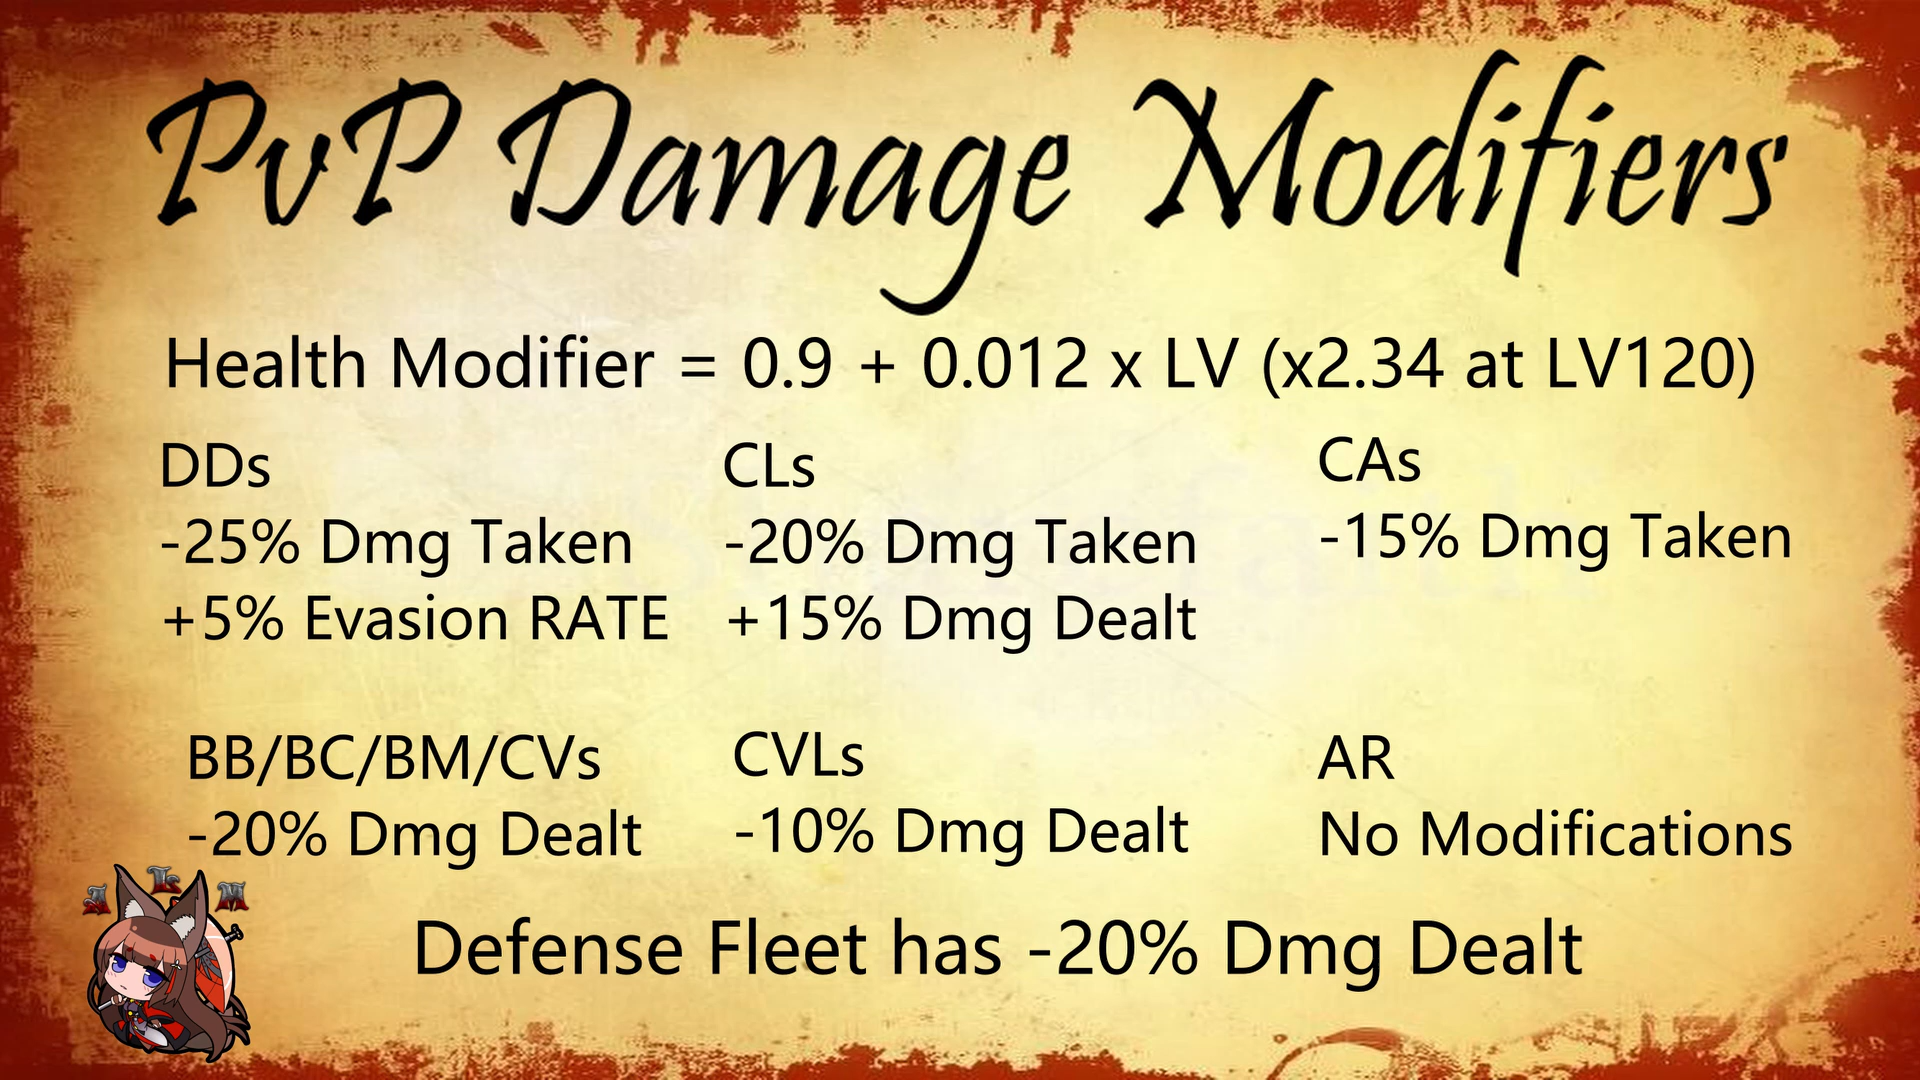 PvP Damage Modifiers
Health Modifier = 0.9 + 0.012 x LV (x2.34 at LV120)
DDs
-25% Dmg Taken
+5% Evasion RATE
CLs
-20% Dmg Taken
+15% Dmg Dealt
CAs
-15% Dmg Taken
BB/BC/BM/CVs
-20% Dmg Dealt
CVLs
-10% Dmg Dealt
AR
No Modifications
Defense Fleet has -20% Dmg Dealt